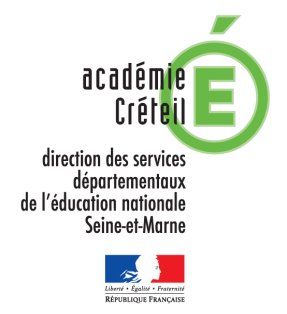 académie
Créteil
É
direction des services
départementaux
de l'éducation nationale
Seine-et-Marne
Liberté • Égalité • Fraternité
RÉPUBLIQUE FRANÇAISE